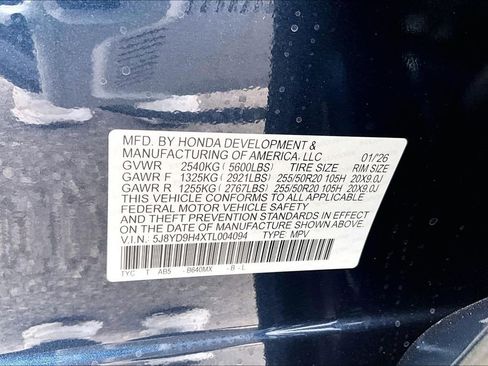 MFD. BY HONDA DEVELOPMENT &
MANUFACTURING OF AMERICA, LLC 01/'26
GVWR 2540KG (5600LBS) TIRE SIZE RIM SIZE
GAWR F 1325KG (2921LBS) 255/50R20 105H 20X9.0J
GAWR R 1255KG (2767LBS) 255/50R20 105H 20X9.0J
THIS VEHICLE CONFORMS TO ALL APPLICABLE
FEDERAL MOTOR VEHICLE SAFETY
AND THEFT PREVENTION STANDARDS IN EFFECT
ON THE DATE OF MANUFACTURE SHOWN ABOVE.
V.I.N.: 5J8YD9H4XTL004094 TYPE: MPV
TYC T AB5 - B640MX - B - L